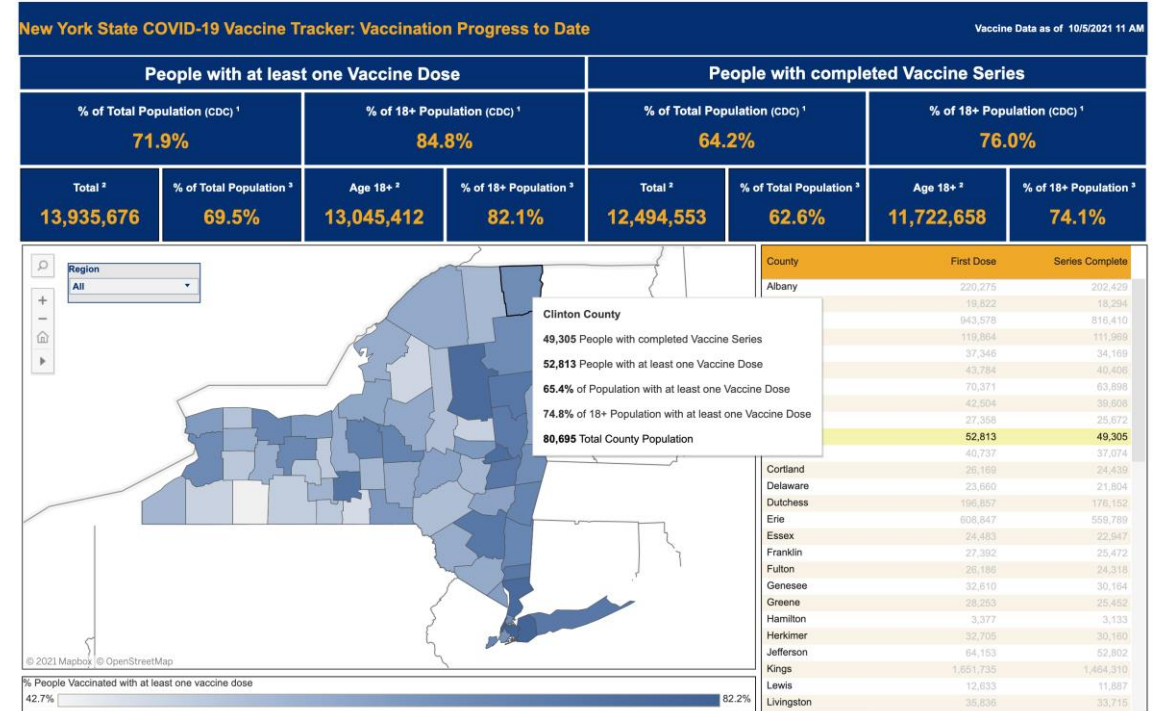 New York State COVID-19 Vaccine Tracker: Vaccination Progress to Date
Vaccine Data as of 10/5/2021 11 AM
People with at least one Vaccine Dose
People with completed Vaccine Series
% of Total Population (CDC) ¹
% of 18+ Population (CDC) ¹
% of Total Population (CDC) ¹
% of 18+ Population (CDC) ¹
71.9%
84.8%
64.2%
76.0%
Total ²
% of Total Population ³
Age 18+ ²
% of 18+ Population ³
Total ²
% of Total Population ³
Age 18+ ²
% of 18+ Population ³
13,935,676
69.5%
13,045,412
82.1%
12,494,553
62.6%
11,722,658
74.1%
Region
All
Clinton County
49,305 People with completed Vaccine Series
52,813 People with at least one Vaccine Dose
65.4% of Population with at least one Vaccine Dose
74.8% of 18+ Population with at least one Vaccine Dose
80,695 Total County Population
© 2021 Mapbox © OpenStreetMap
% People Vaccinated with at least one vaccine dose
42.7%
82.2%
County First Dose Series Complete
Albany 220,275 202,429
19,822 18,294
943,578 816,410
119,664 111,969
37,346 34,169
43,784 40,406
70,371 63,898
42,504 39,608
27,358 25,672
52,813 49,305
40,737 37,074
Cortland 26,169 24,439
Delaware 23,660 21,804
Dutchess 196,857 176,152
Erie 608,847 559,789
Essex 24,483 22,947
Franklin 27,392 25,472
Fulton 26,186 24,318
Genesee 32,610 30,164
Greene 28,253 25,452
Hamilton 3,377 3,133
Herkimer 32,705 30,160
Jefferson 64,153 52,802
Kings 1,651,735 1,464,310
Lewis 12,633 11,887
Livingston 35,836 33,715